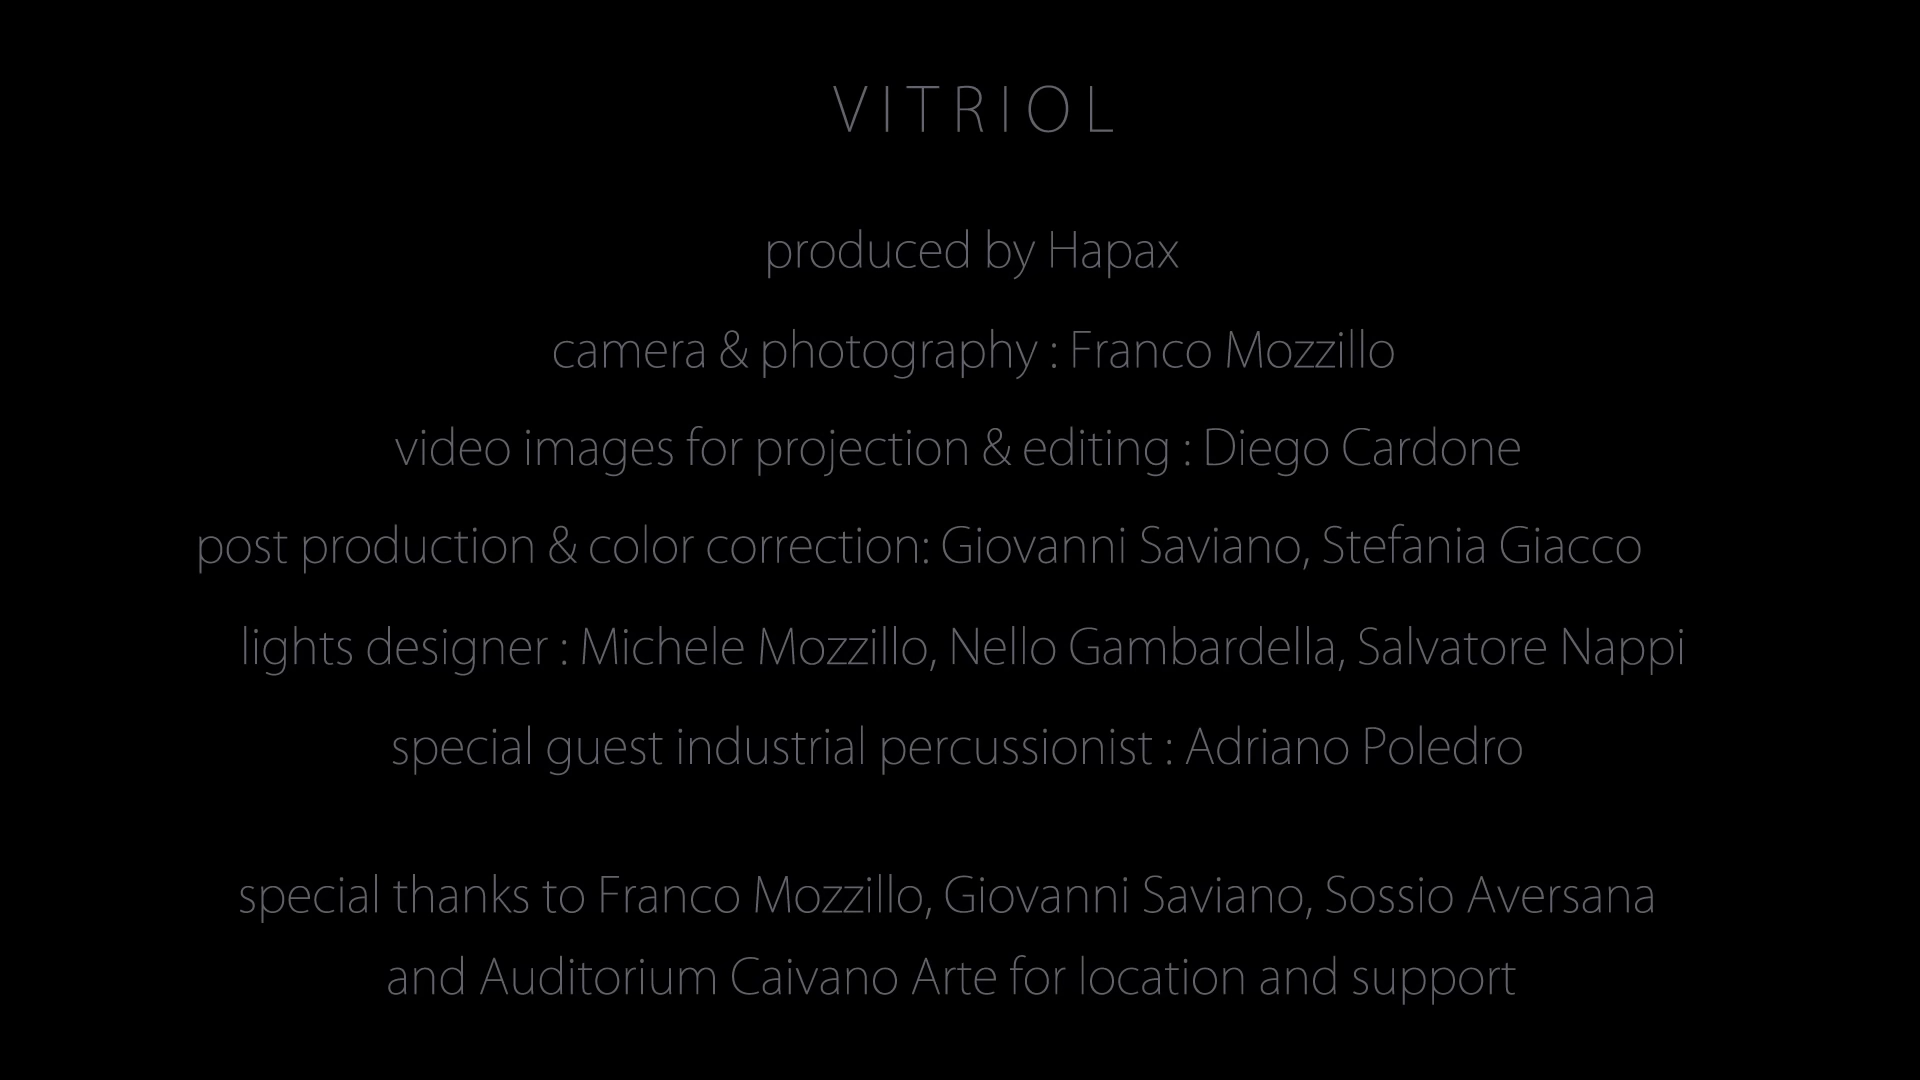 VITRIOL
produced by Hapax
camera & photography : Franco Mozzillo
video images for projection & editing : Diego Cardone
post production & color correction: Giovanni Saviano, Stefania Giacco
lights designer : Michele Mozzillo, Nello Gambardella, Salvatore Nappi
special guest industrial percussionist : Adriano Poledro
special thanks to Franco Mozzillo, Giovanni Saviano, Sossio Aversana
and Auditorium Caivano Arte for location and support